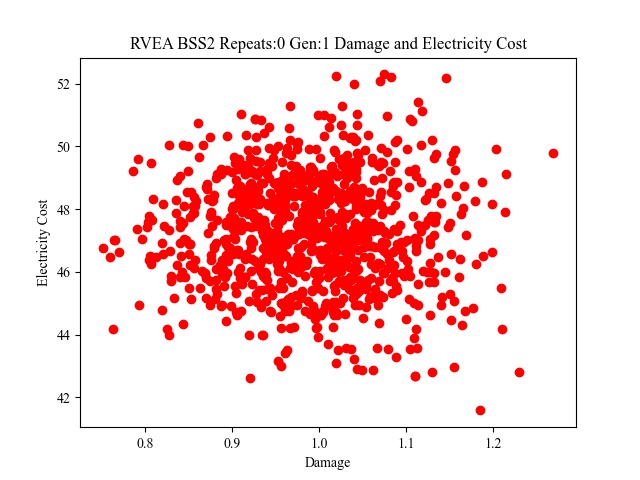 RVEA BSS2 Repeats:0 Gen:1 Damage and Electricity Cost
52
50
48
46
44
42
Electricity Cost
0.8 0.9 1.0 1.1 1.2
Damage